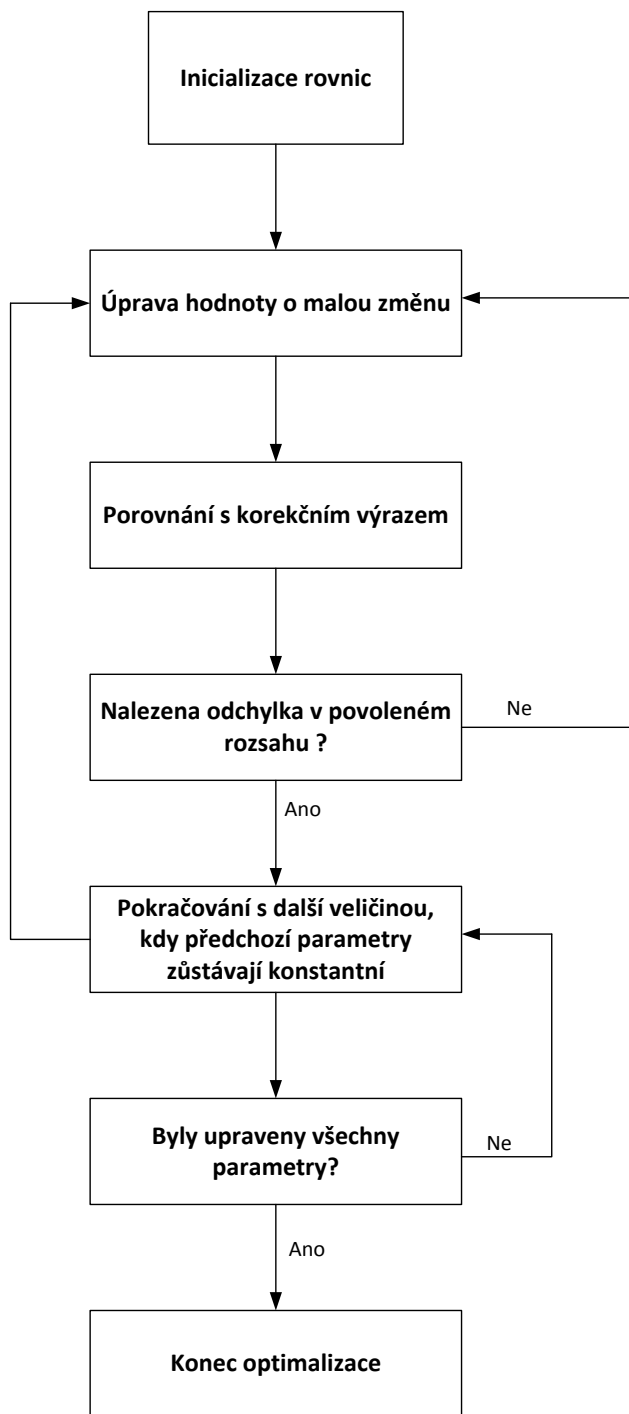 Inicializace rovnic
Úprava hodnoty o malou změnu
Porovnání s korekčním výrazem
Nalezena odchylka v povoleném
rozsahu ?
Ne
Ano
Pokračování s další veličinou,
kdy předchozí parametry
zůstávají konstantní
Byly upraveny všechny
parametry?
Ne
Ano
Konec optimalizace